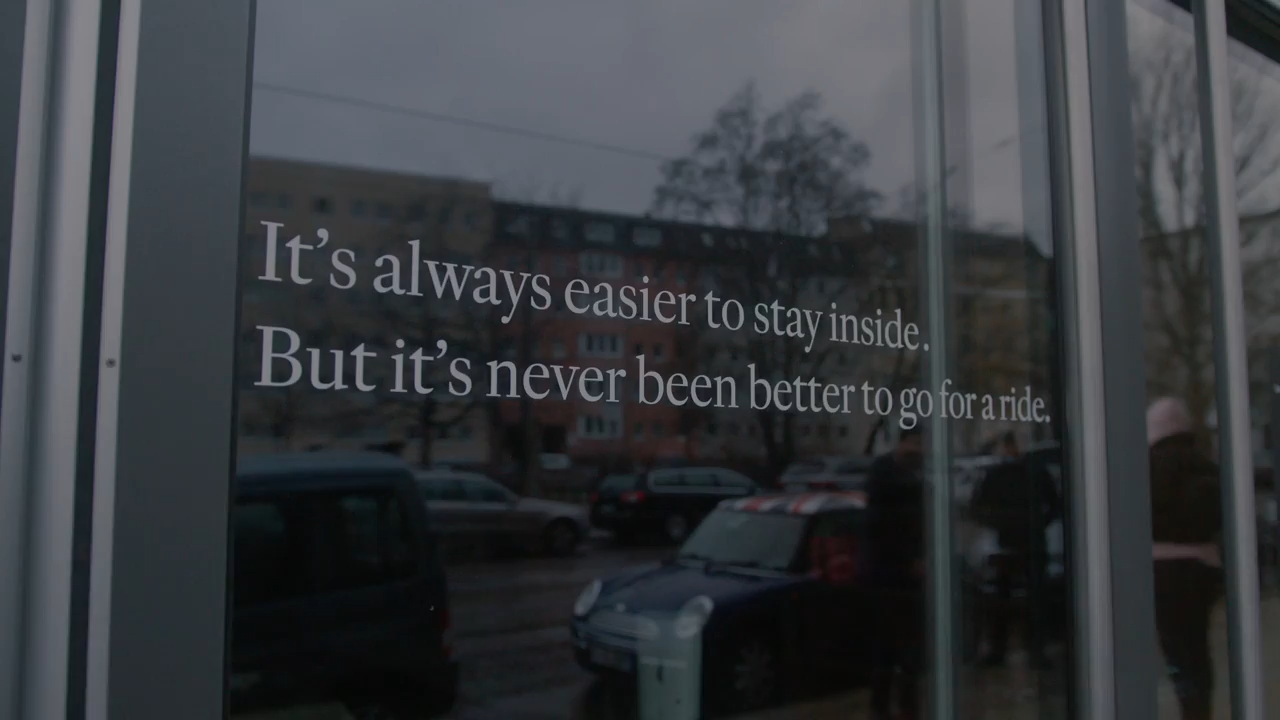 It’s always easier to stay inside.
But it’s never been better to go for a ride.